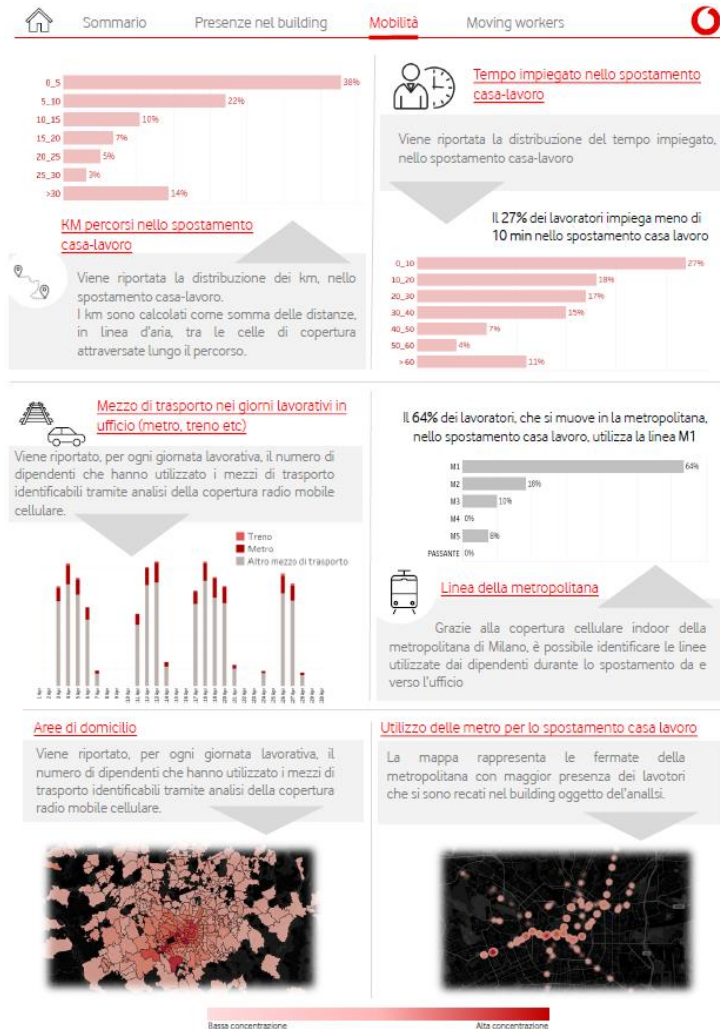 Sommario
Presenze nel building
Mobilità
Moving workers
0_5
38%
5_10
22%
10_15
10%
15_20
7%
20_25
5%
25_30
3%
>30
14%
KM percorsi nello spostamento
casa-lavoro
Viene riportata la distribuzione dei km, nello
spostamento casa-lavoro.
I km sono calcolati come somma delle distanze,
in linea d'aria, tra le celle di copertura
attraversate lungo il percorso.
Tempo impiegato nello spostamento
casa-lavoro
Viene riportata la distribuzione del tempo impiegato,
nello spostamento casa-lavoro
Il 27% dei lavoratori impiega meno di
10 min nello spostamento casa lavoro
0_10
27%
10_20
18%
20_30
17%
30_40
15%
40_50
7%
50_60
4%
>60
11%
Mezzo di trasporto nei giorni lavorativi in
ufficio (metro, treno etc)
Viene riportato, per ogni giornata lavorativa, il numero di
dipendenti che hanno utilizzato i mezzi di trasporto
identificabili tramite analisi della copertura radio mobile
cellulare.
Treno
Metro
Altro mezzo di trasporto
Il 64% dei lavoratori, che si muove in la metropolitana,
nello spostamento casa lavoro, utilizza la linea M1
M1
64%
M2
18%
M3
10%
M4 0%
M5
8%
PASSANTE 0%
Linea della metropolitana
Grazie alla copertura cellulare indoor della
metropolitana di Milano, è possibile identificare le linee
utilizzate dai dipendenti durante lo spostamento da e
verso l'ufficio
Aree di domicilio
Viene riportato, per ogni giornata lavorativa, il
numero di dipendenti che hanno utilizzato i mezzi di
trasporto identificabili tramite analisi della copertura
radio mobile cellulare.
Utilizzo delle metro per lo spostamento casa lavoro
La mappa rappresenta le fermate della
metropolitana con maggior presenza dei lavotori
che si sono recati nel building oggetto del'anallsi.
Bassa concentrazione
Alta concentrazione